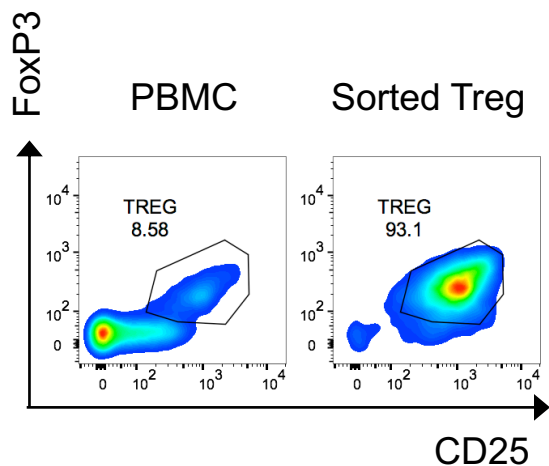 FoxP3
PBMC
Sorted Treg
TREG
8.58
TREG
93.1
10⁴
10³
10²
0
10⁴
10³
10²
0
0 10² 10³ 10⁴
0 10² 10³ 10⁴
CD25